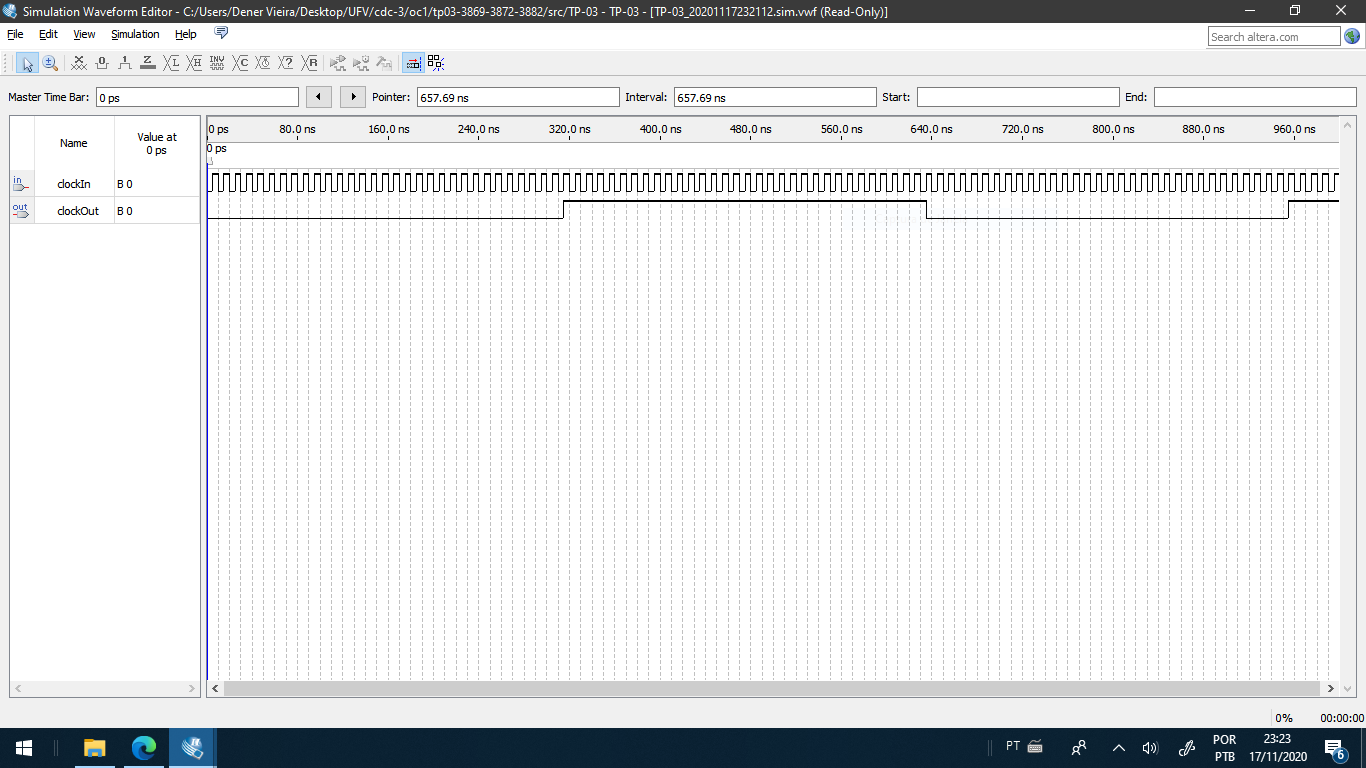 Simulation Waveform Editor - C:/Users/Dener Vieira/Desktop/UFV/cdc-3/oc1/tp03-3869-3872-3882/src/TP-03 - TP-03 - [TP-03_20201117232112.sim.vwf (Read-Only)]
File Edit View Simulation Help
Search altera.com
Master Time Bar: 0 ps Pointer: 657.69 ns Interval: 657.69 ns Start: End:
Name Value at
0 ps
0 ps 80.0 ns 160.0 ns 240.0 ns 320.0 ns 400.0 ns 480.0 ns 560.0 ns 640.0 ns 720.0 ns 800.0 ns 880.0 ns 960.0 ns
0 ps
in clockIn B 0
out clockOut B 0
0% 00:00:00
PT POR
PTB
23:23
17/11/2020
6